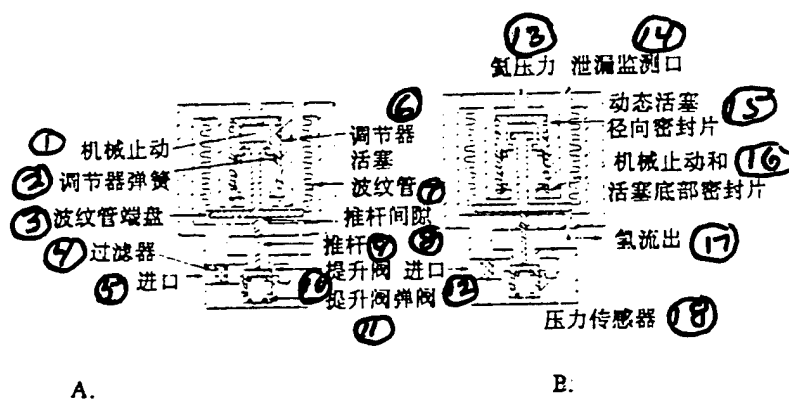 ⑬ ⑭
氦压力 泄漏监测口
⑥ 动态活塞 ⑮
① 机械止动 调节器 径向密封片
② 调节器弹簧 活塞 机械止动和 ⑯
波纹管 ⑦ 活塞底部密封片
③ 波纹管端盘 推杆间隙
④ 过滤器 推杆 ⑨ ⑧ 氢流出 ⑰
⑤ 进口 ⑩ 提升阀 进口 ⑫
提升阀弹阀
⑪ 压力传感器 ⑱
A. B.